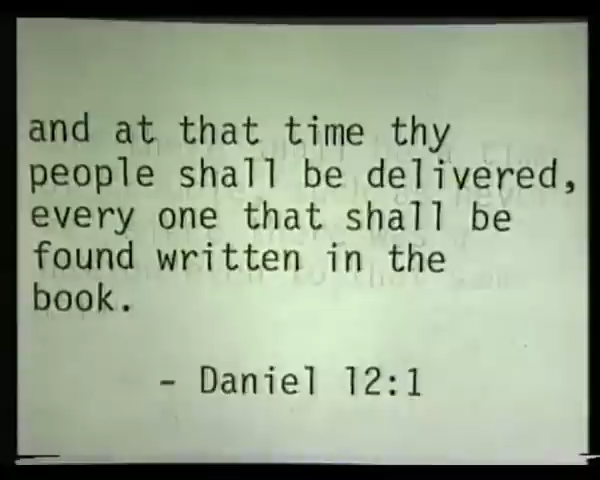 and at that time thy
people shall be delivered,
every one that shall be
found written in the
book.
- Daniel 12:1